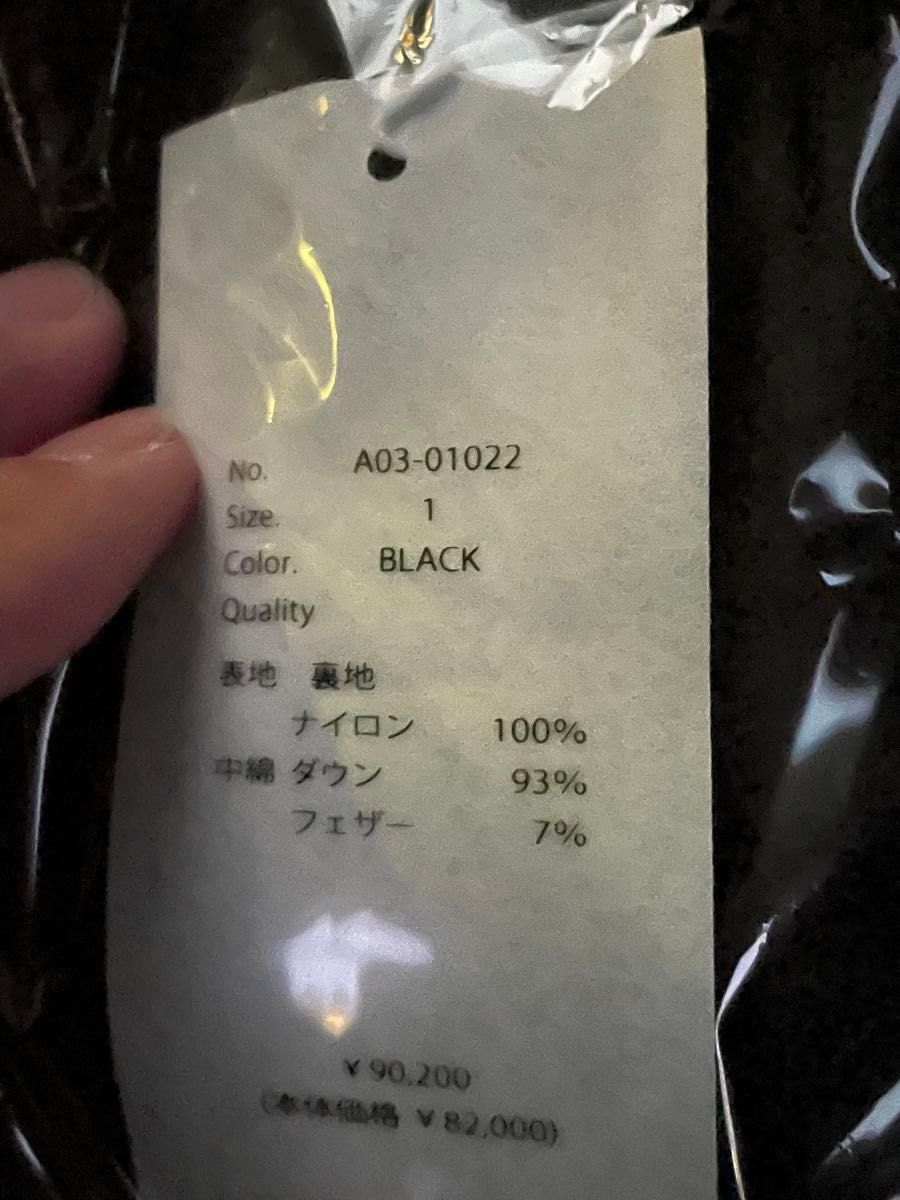 No. A03-01022
Size. 1
Color. BLACK
Quality
表地 裏地
ナイロン 100%
中綿 ダウン 93%
フェザー 7%
¥90,200
(本体価格 ¥82,000)